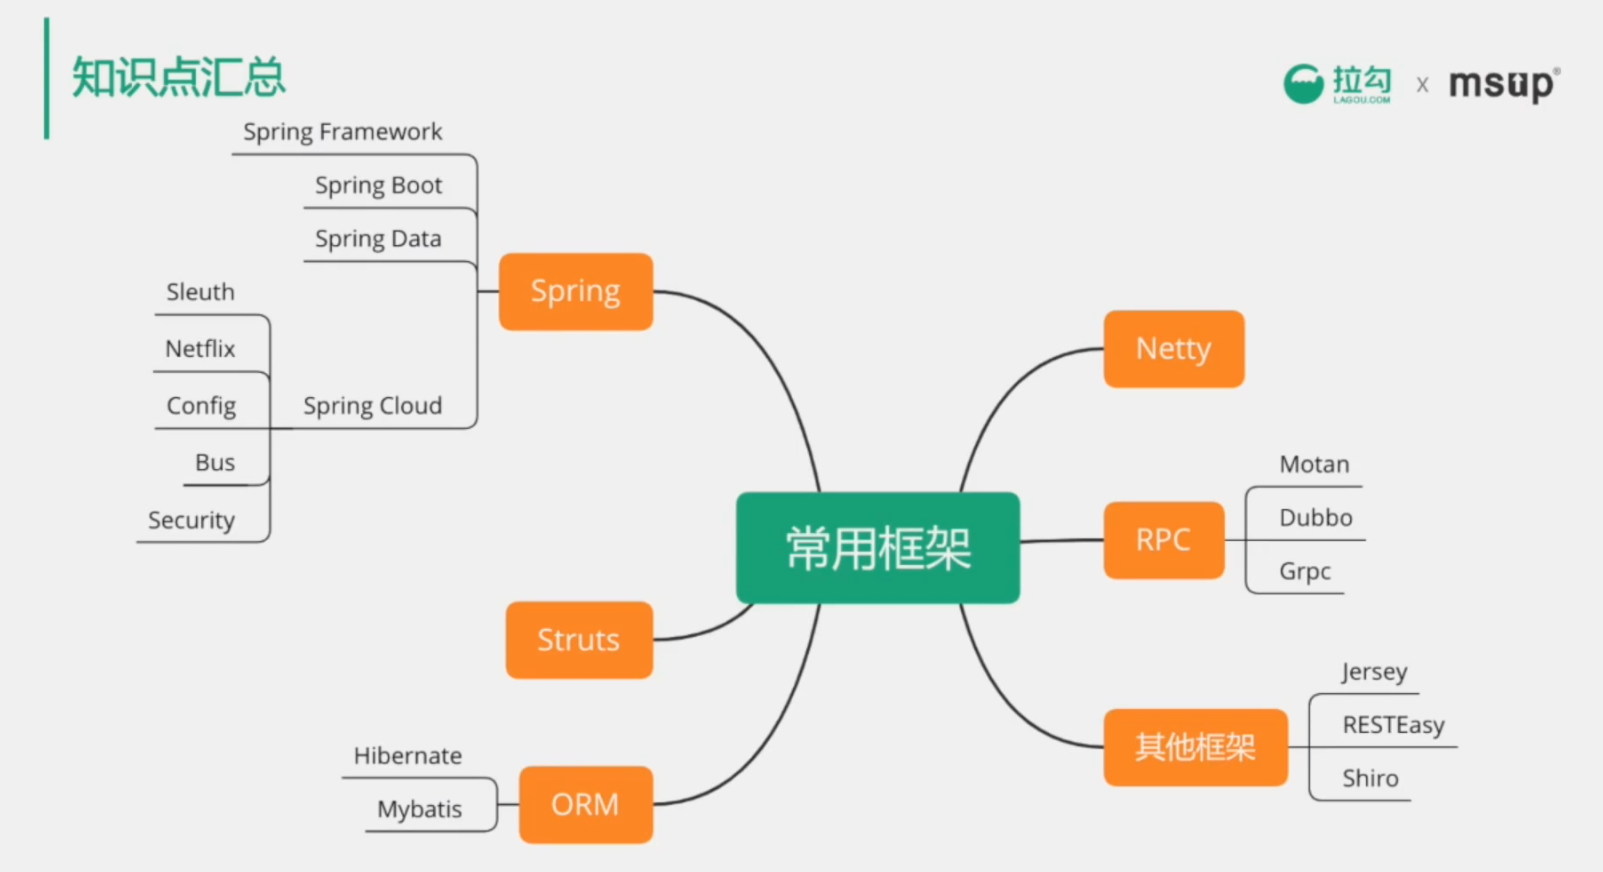 知识点汇总
拉勾
LAGOU.COM
x
msup®
Spring Framework
Spring Boot
Spring Data
Spring
Sleuth
Netflix
Config
Spring Cloud
Bus
Security
Netty
常用框架
Motan
RPC
Dubbo
Grpc
Struts
Jersey
其他框架
RESTEasy
Shiro
Hibernate
ORM
Mybatis